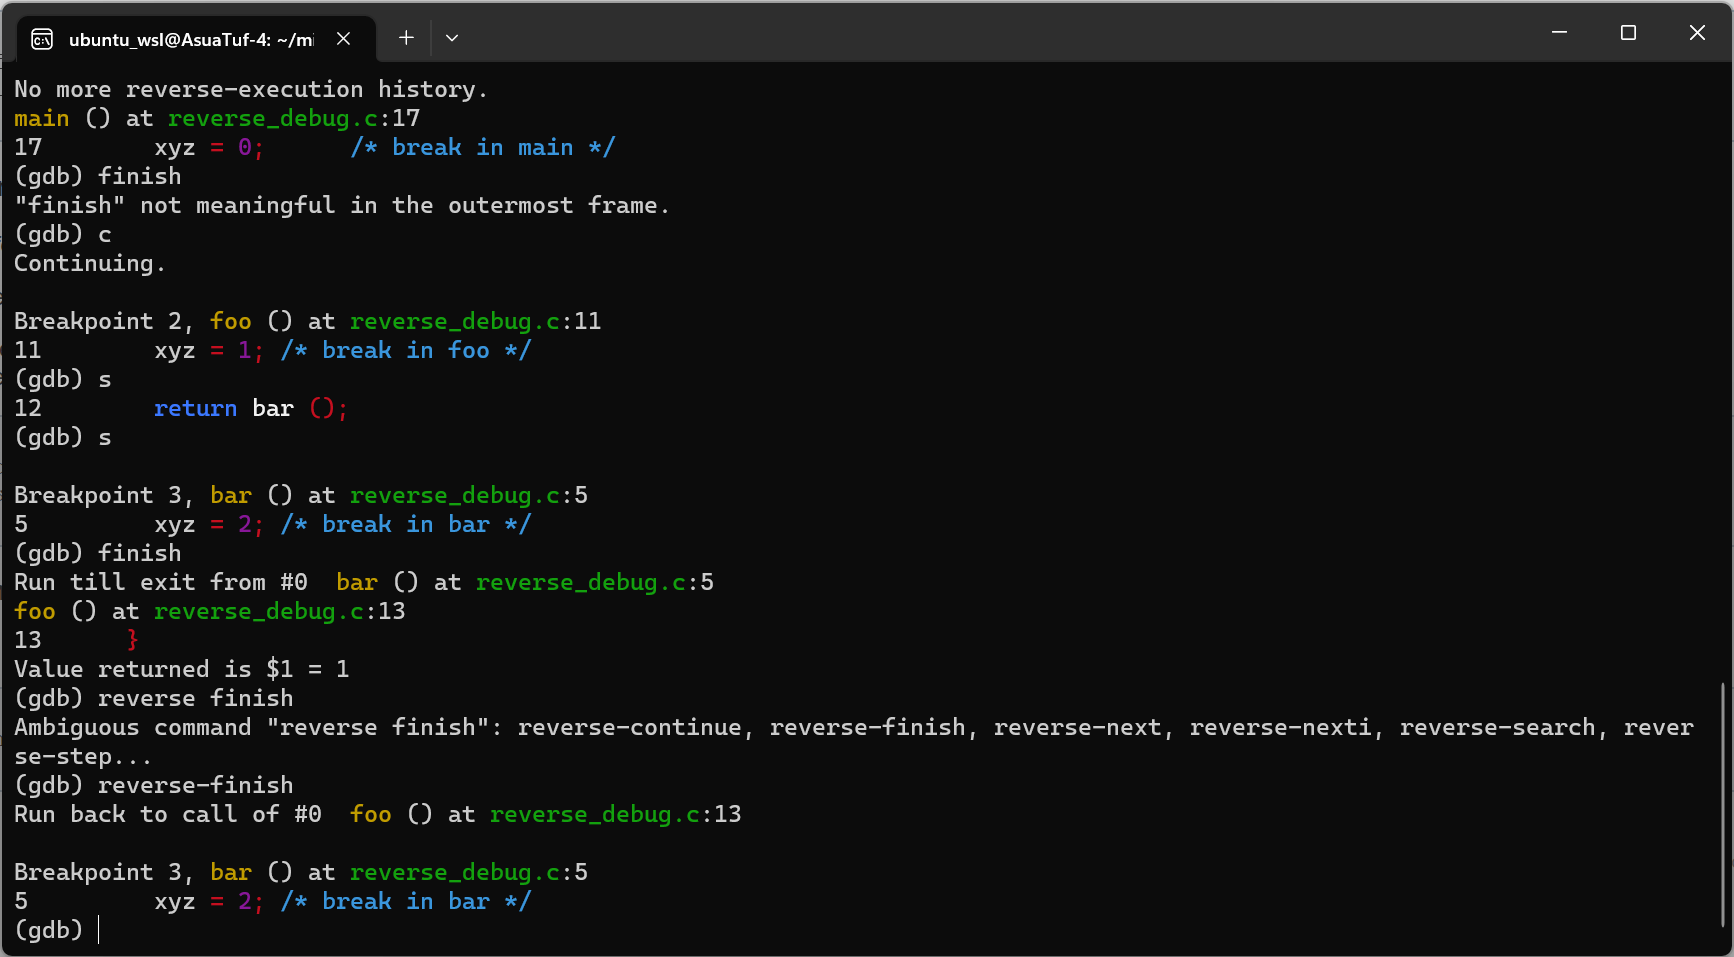 ubuntu_wsl@AsuaTuf-4: ~/mi
No more reverse-execution history.
main () at reverse_debug.c:17
17        xyz = 0;      /* break in main */
(gdb) finish
"finish" not meaningful in the outermost frame.
(gdb) c
Continuing.

Breakpoint 2, foo () at reverse_debug.c:11
11        xyz = 1; /* break in foo */
(gdb) s
12        return bar ();
(gdb) s

Breakpoint 3, bar () at reverse_debug.c:5
5         xyz = 2; /* break in bar */
(gdb) finish
Run till exit from #0  bar () at reverse_debug.c:5
foo () at reverse_debug.c:13
13      }
Value returned is $1 = 1
(gdb) reverse finish
Ambiguous command "reverse finish": reverse-continue, reverse-finish, reverse-next, reverse-nexti, reverse-search, rever
se-step...
(gdb) reverse-finish
Run back to call of #0  foo () at reverse_debug.c:13

Breakpoint 3, bar () at reverse_debug.c:5
5         xyz = 2; /* break in bar */
(gdb)